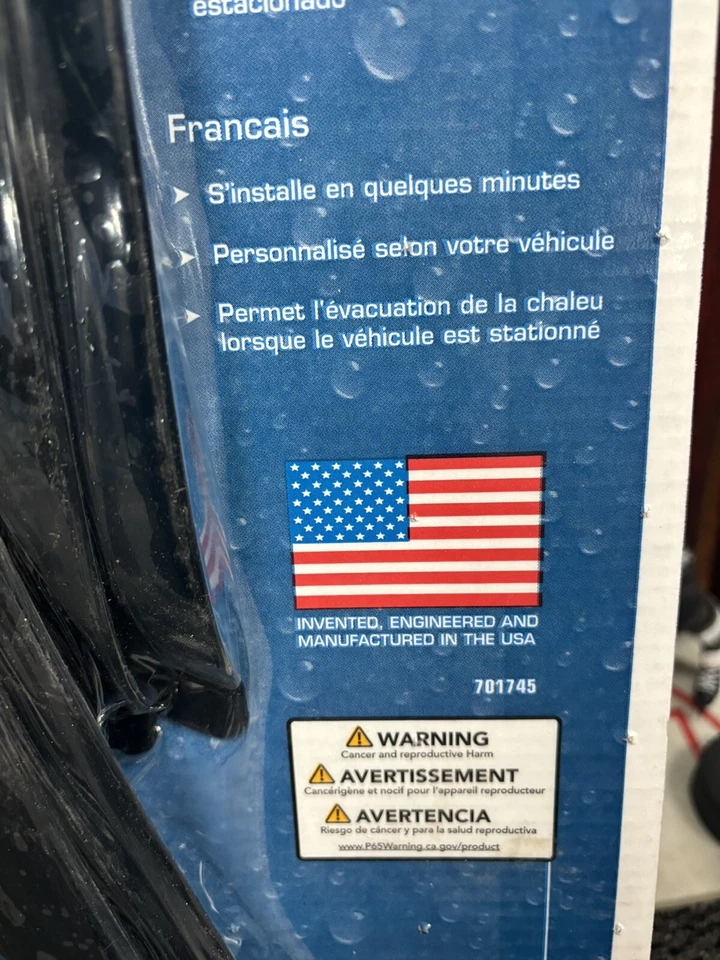 estacionado
Francais
S'installe en quelques minutes
Personnalisé selon votre véhicule
Permet l'évacuation de la chaleu
lorsque le véhicule est stationné
INVENTED, ENGINEERED AND
MANUFACTURED IN THE USA
701745
WARNING
Cancer and reproductive Harm
AVERTISSEMENT
Cancérigène et nocif pour l'appareil reproducteur
AVERTENCIA
Riesgo de cáncer y para la salud reproductiva
www.P65Warning.ca.gov/product